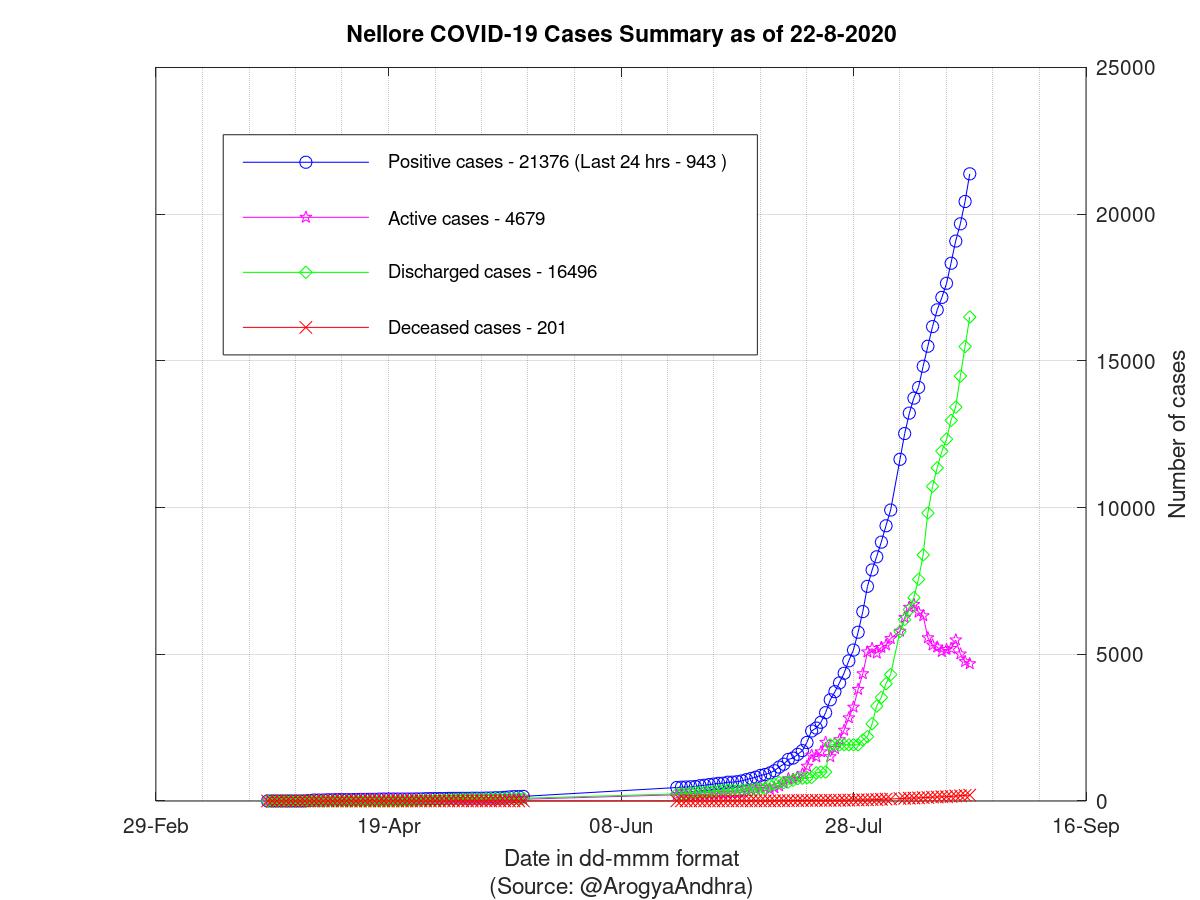 Nellore COVID-19 Cases Summary as of 22-8-2020
Positive cases - 21376 (Last 24 hrs - 943 )
Active cases - 4679
Discharged cases - 16496
Deceased cases - 201
25000
20000
15000
10000
5000
0
Number of cases
29-Feb 19-Apr 08-Jun 28-Jul 16-Sep
Date in dd-mmm format
(Source: @ArogyaAndhra)